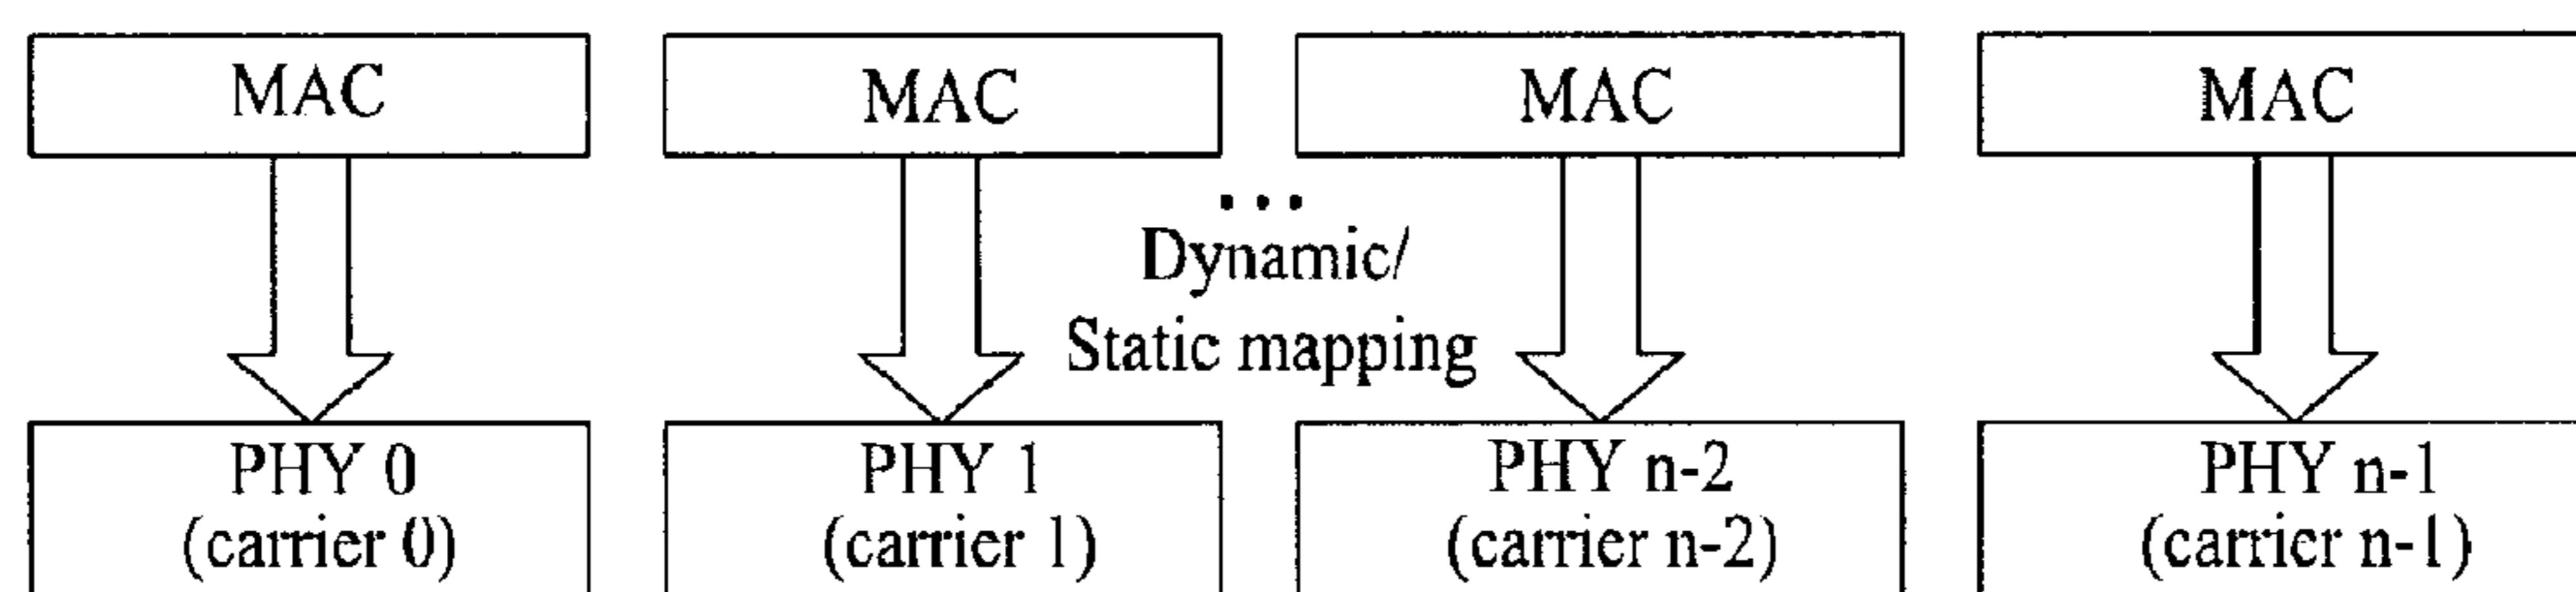 MAC
MAC
MAC
MAC
...
Dynamic/
Static mapping
PHY 0
(carrier 0)
PHY 1
(carrier 1)
PHY n-2
(carrier n-2)
PHY n-1
(carrier n-1)